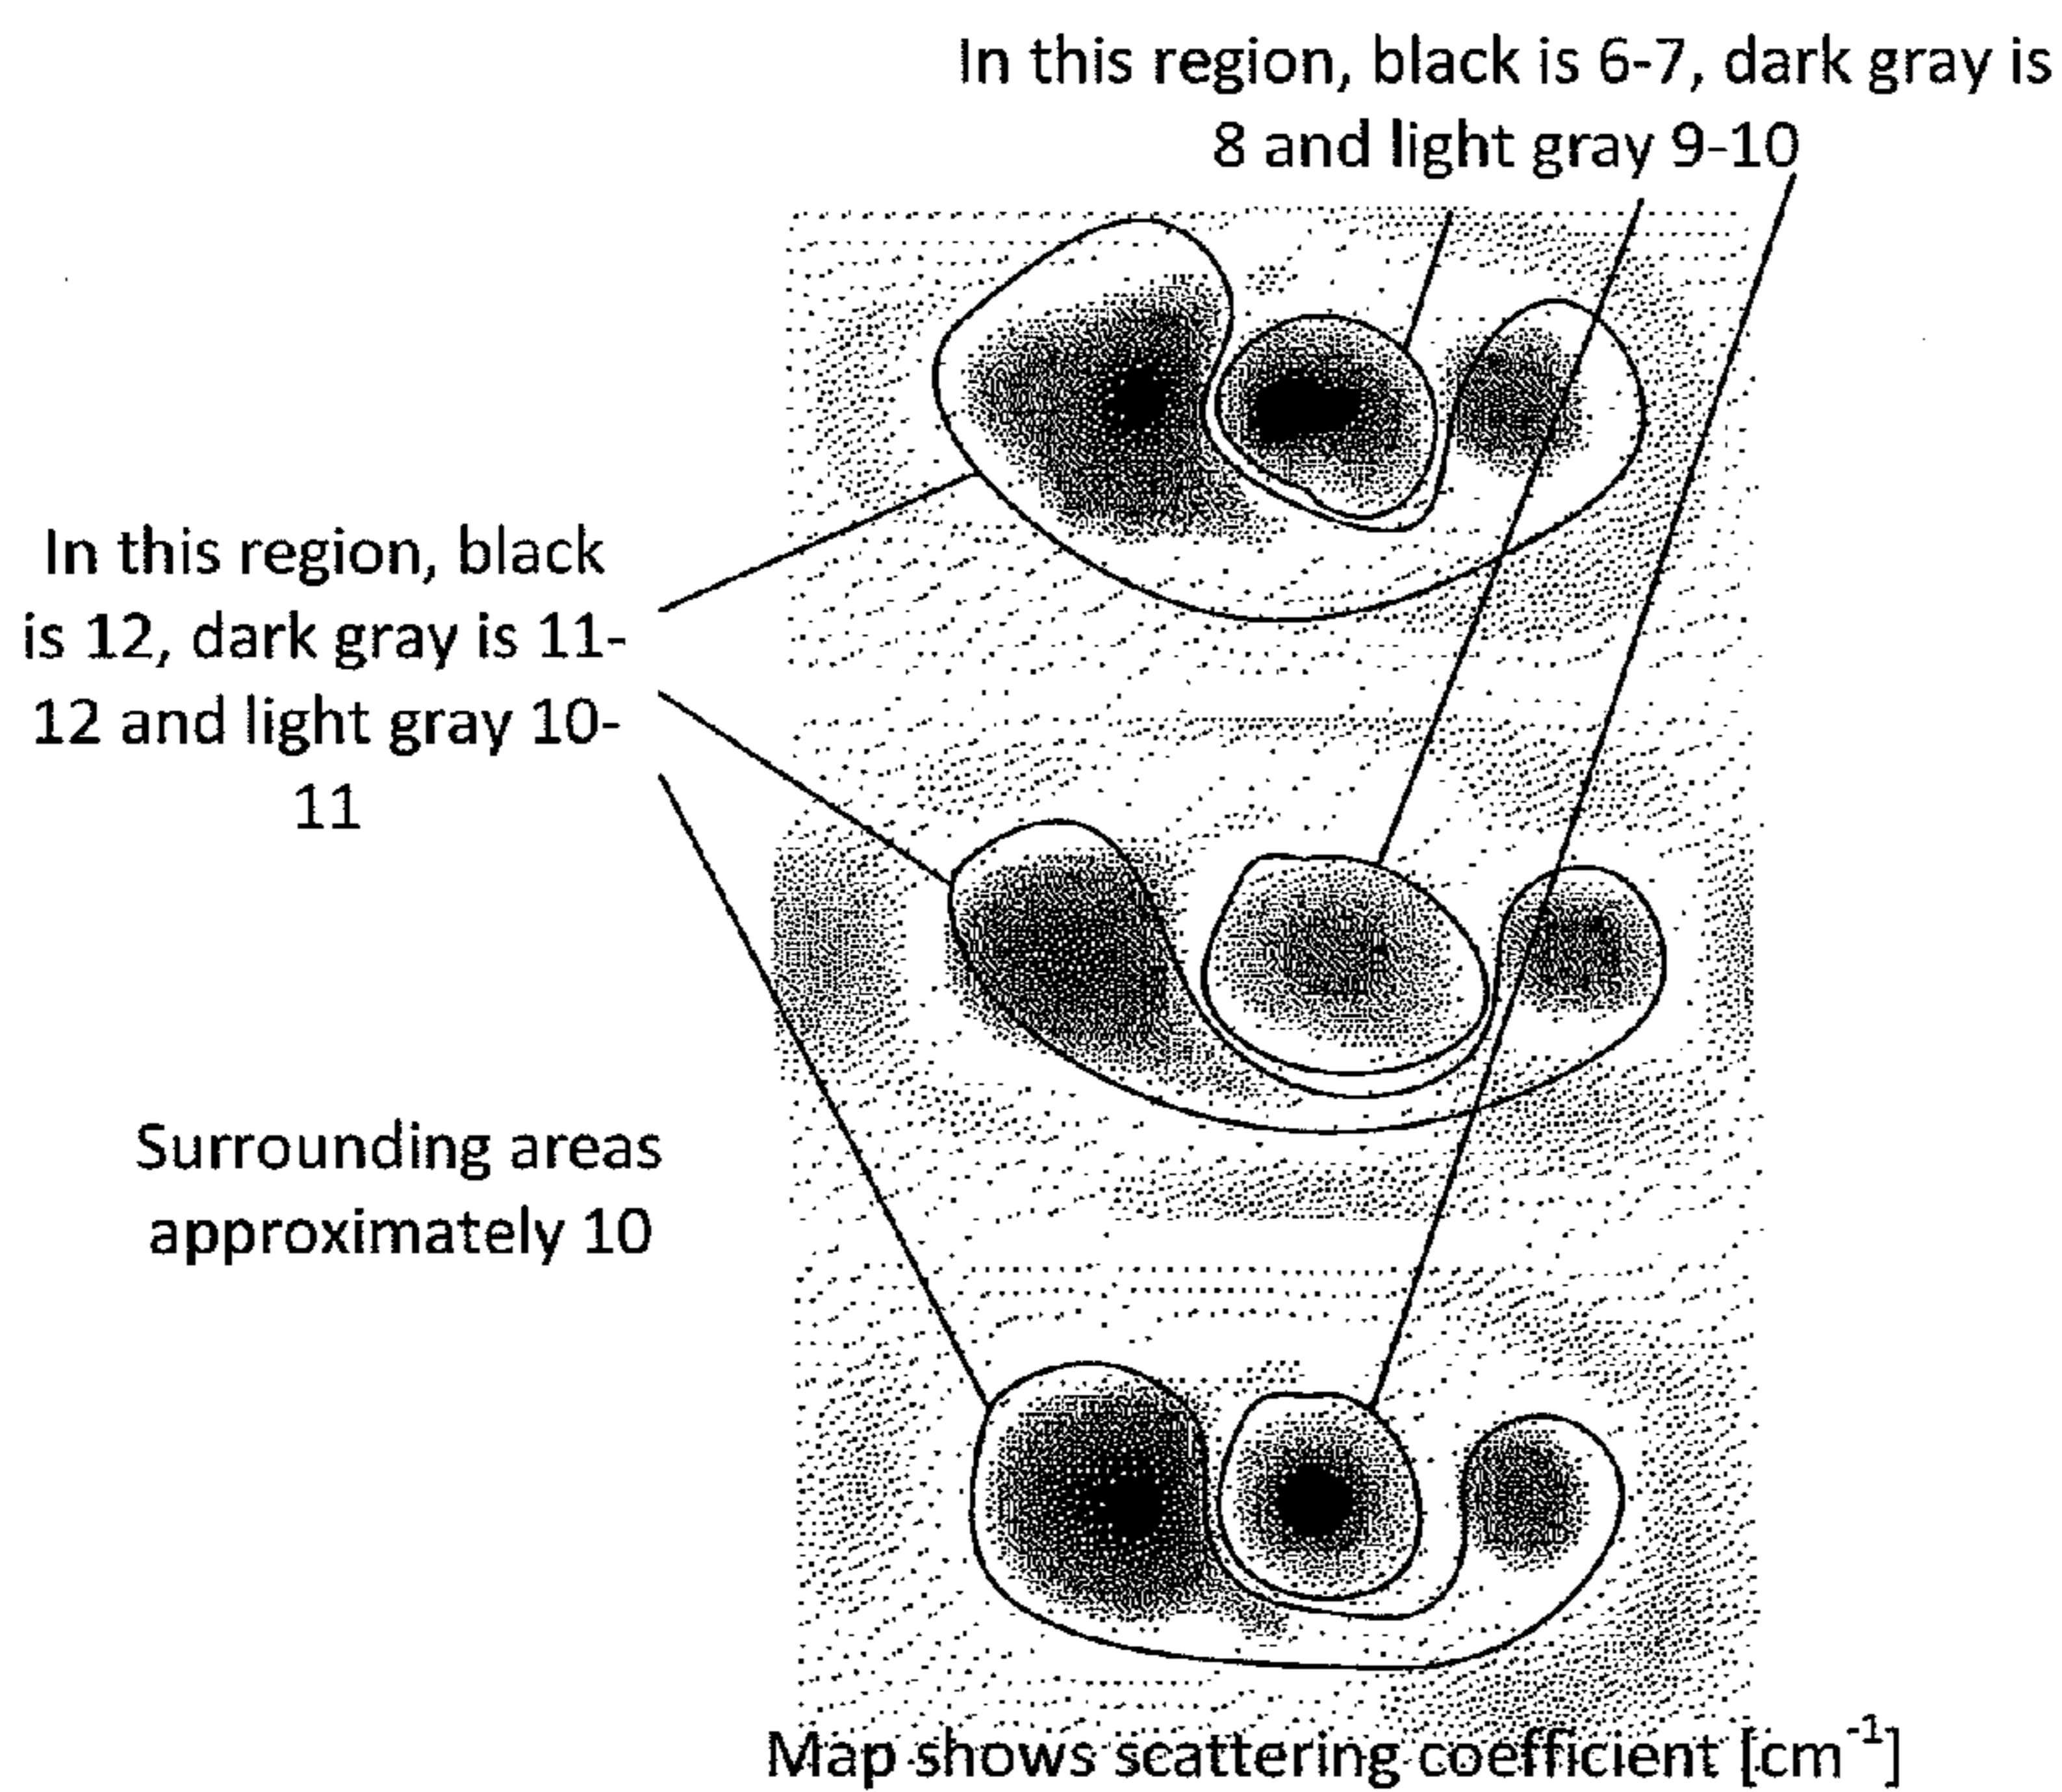 In this region, black is 6-7, dark gray is
8 and light gray 9-10
In this region, black
is 12, dark gray is 11-
12 and light gray 10-
11
Surrounding areas
approximately 10
Map shows scattering coefficient [cm⁻¹]